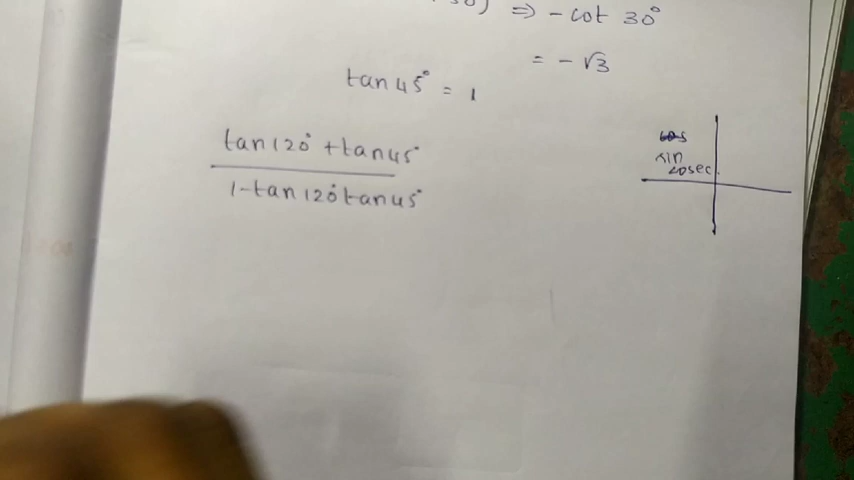 ⇒ - cot 30°
= - √3
tan 45° = 1
tan 120° + tan 45°
1 - tan 120° tan 45°
sin
cosec